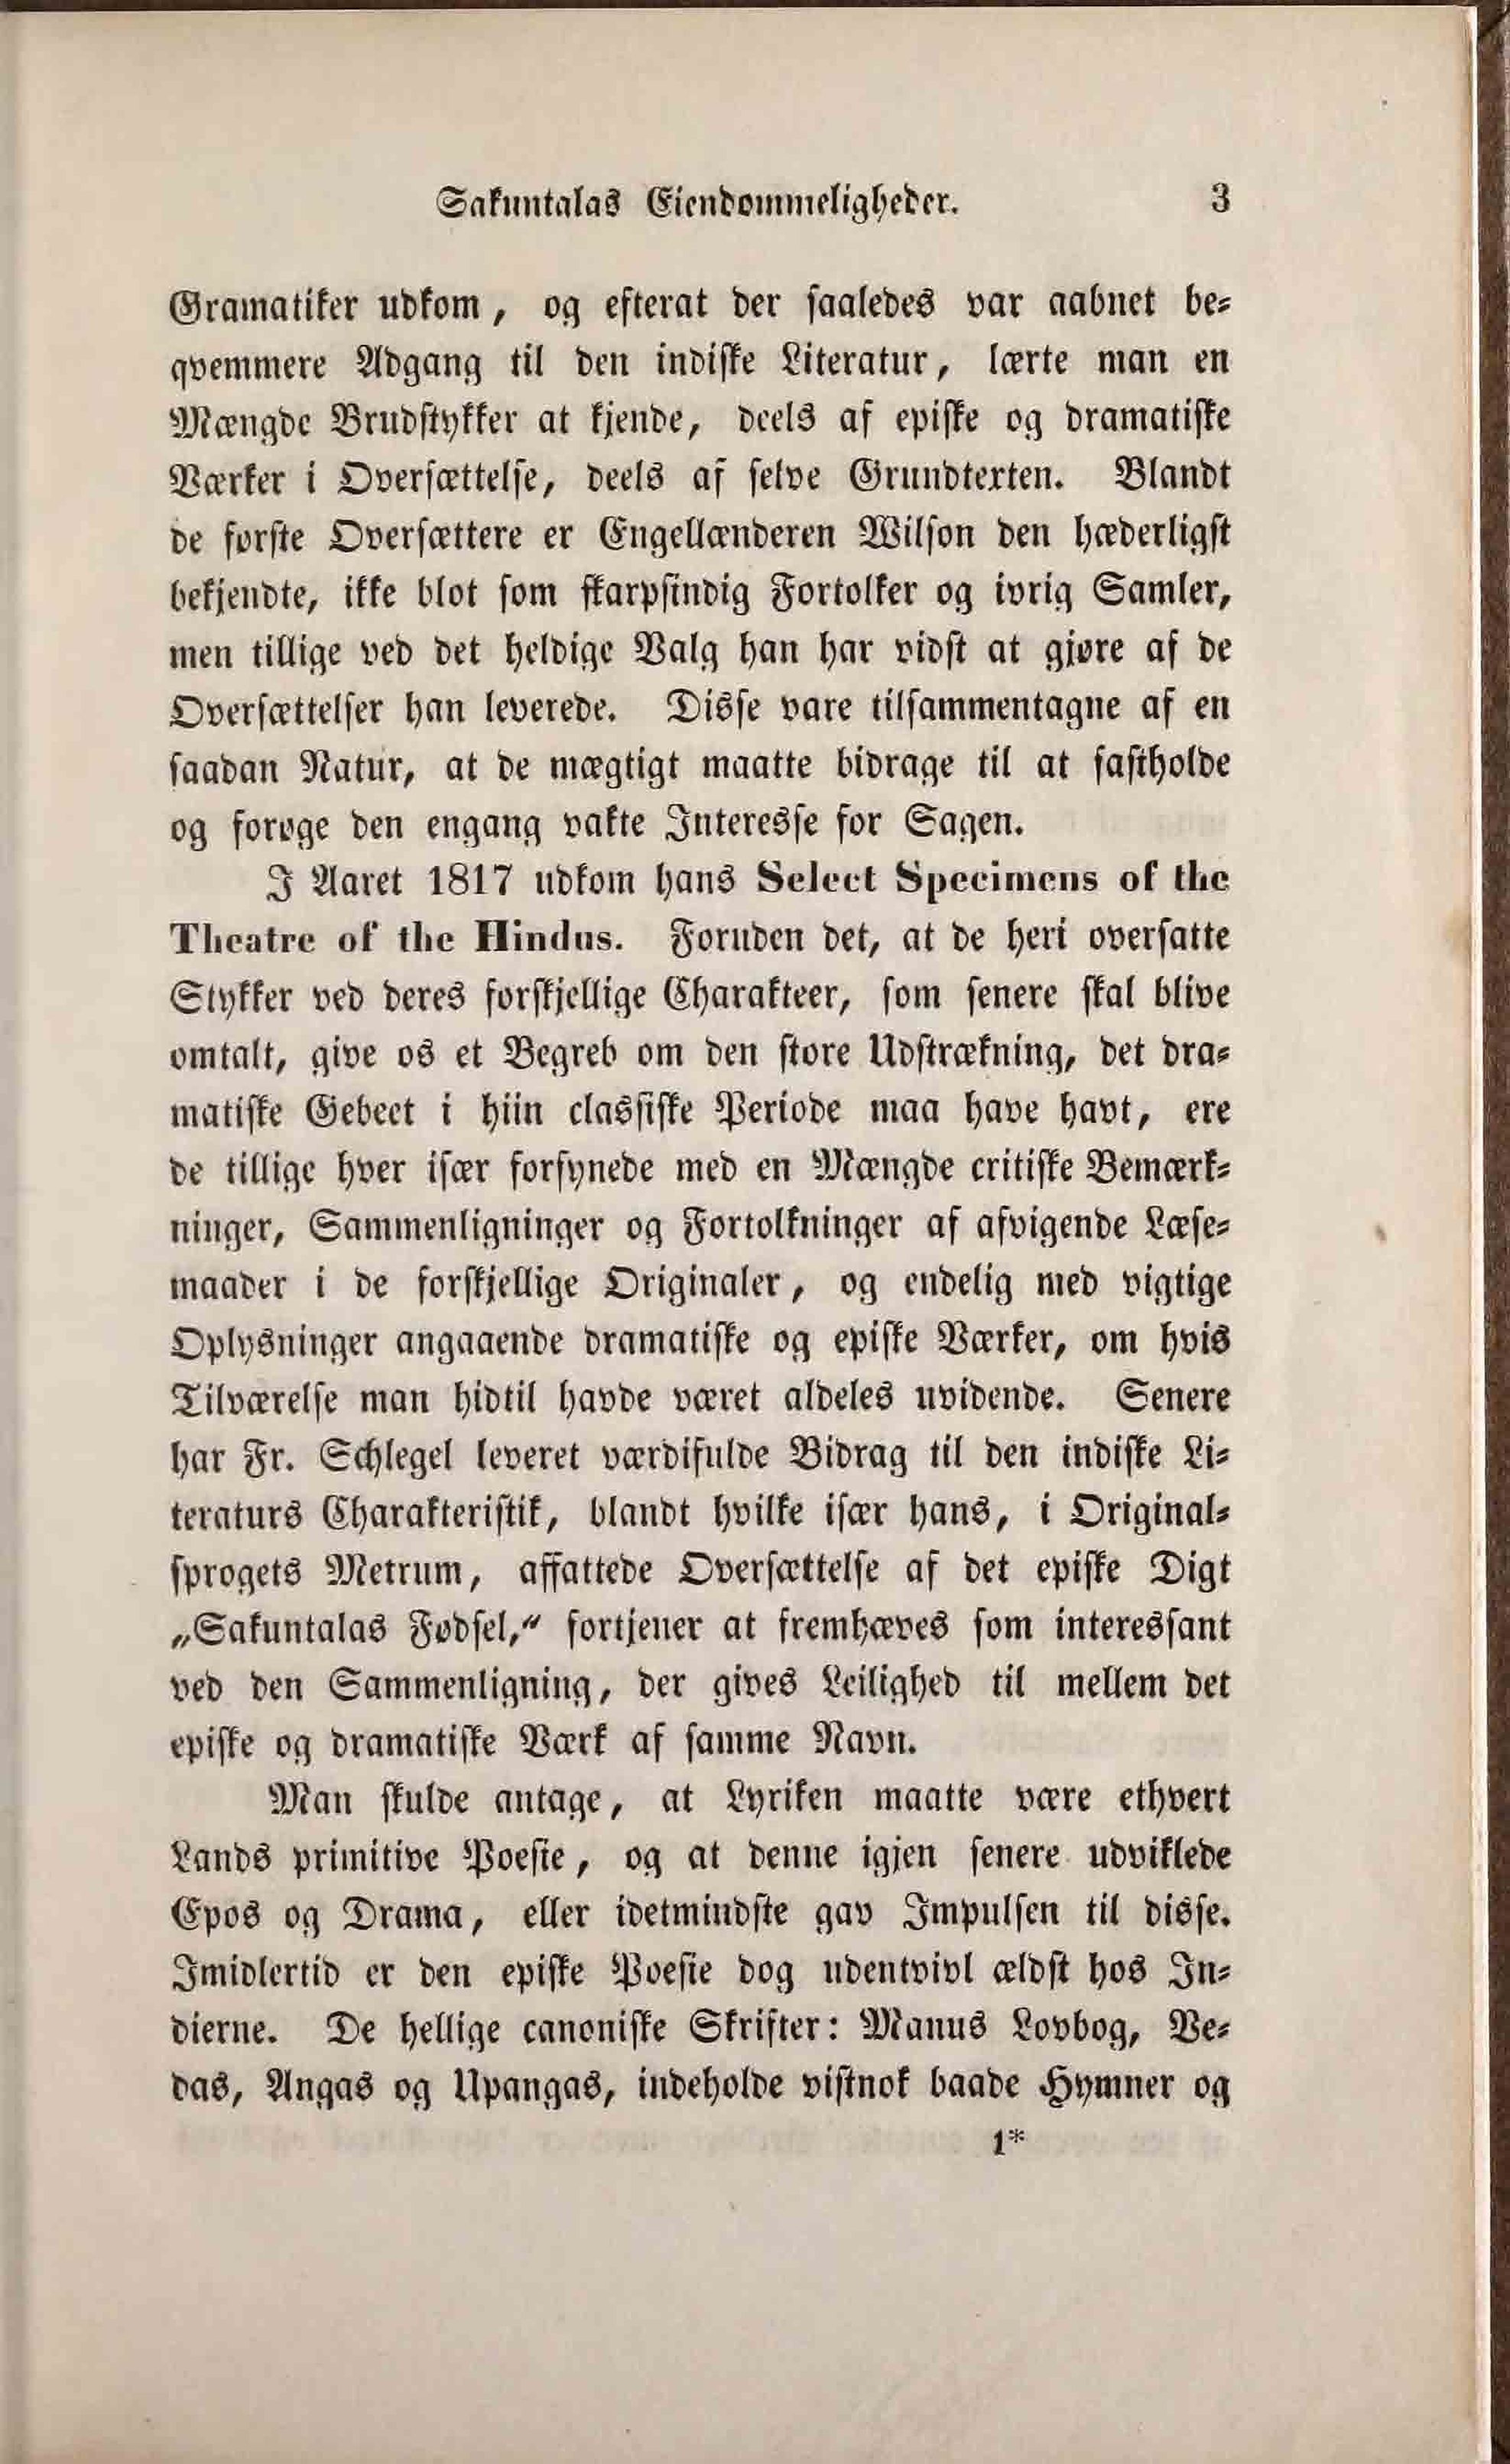 Sakuntalas Eiendommeligheder. 3
Gramatiker udkom, og efterat der saaledes var aabnet be-
qvemmere Adgang til den indiske Literatur, lærte man en
Mængde Brudstykker at kjende, deels af episke og dramatiske
Værker i Oversættelse, deels af selve Grundtexten. Blandt
de første Oversættere er Engellænderen Wilson den hæderligst
bekjendte, ikke blot som skarpsindig Fortolker og ivrig Samler,
men tillige ved det heldige Valg han har vidst at gjøre af de
Oversættelser han leverede. Disse vare tilsammentagne af en
saadan Natur, at de mægtigt maatte bidrage til at fastholde
og forøge den engang vakte Interesse for Sagen.
I Aaret 1817 udkom hans Select Specimens of the
Theatre of the Hindus. Foruden det, at de heri oversatte
Stykker ved deres forskjellige Charakteer, som senere skal blive
omtalt, give os et Begreb om den store Udstrækning, det dra-
matiske Gebeet i hiin classiske Periode maa have havt, ere
de tillige hver især forsynede med en Mængde critiske Bemærk-
ninger, Sammenligninger og Fortolkninger af afvigende Læse-
maader i de forskjellige Originaler, og endelig med vigtige
Oplysninger angaaende dramatiske og episke Værker, om hvis
Tilværelse man hidtil havde været aldeles uvidende. Senere
har Fr. Schlegel leveret værdifulde Bidrag til den indiske Li-
teraturs Charakteristik, blandt hvilke især hans, i Original-
sprogets Metrum, affattede Oversættelse af det episke Digt
„Sakuntalas Fødsel,“ fortjener at fremhæves som interessant
ved den Sammenligning, der gives Leilighed til mellem det
episke og dramatiske Værk af samme Navn.
Man skulde antage, at Lyriken maatte være ethvert
Lands primitive Poesie, og at denne igjen senere udviklede
Epos og Drama, eller idetmindste gav Impulsen til disse.
Imidlertid er den episke Poesie dog udentvivl ældst hos In-
dierne. De hellige canoniske Skrifter: Manus Lovbog, Ve-
das, Angas og Upangas, indeholde vistnok baade Hymner og
1*